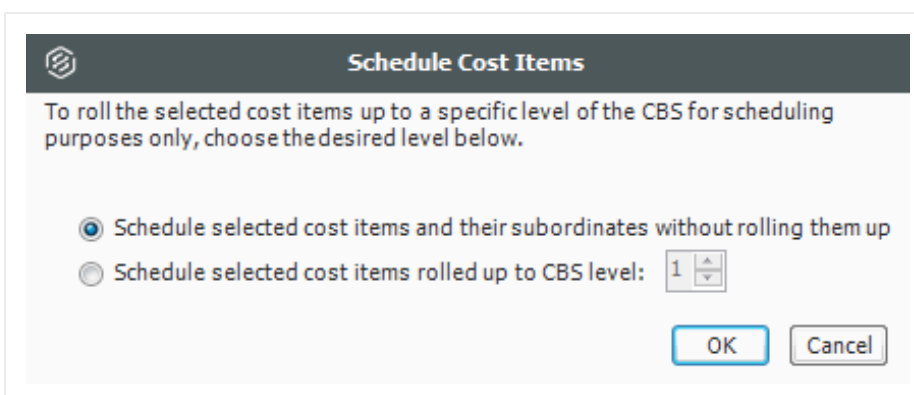 Schedule Cost Items
To roll the selected cost items up to a specific level of the CBS for scheduling
purposes only, choose the desired level below.
Schedule selected cost items and their subordinates without rolling them up
Schedule selected cost items rolled up to CBS level: 1
OK Cancel